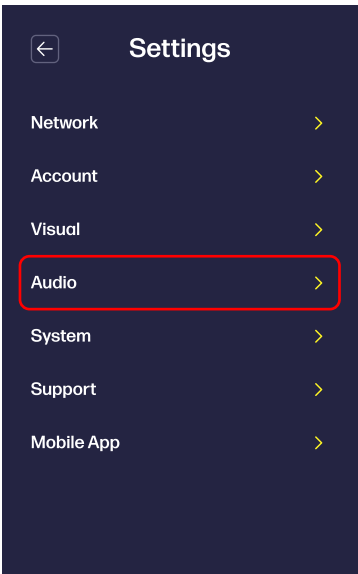 Settings
Network
Account
Visual
Audio
System
Support
Mobile App